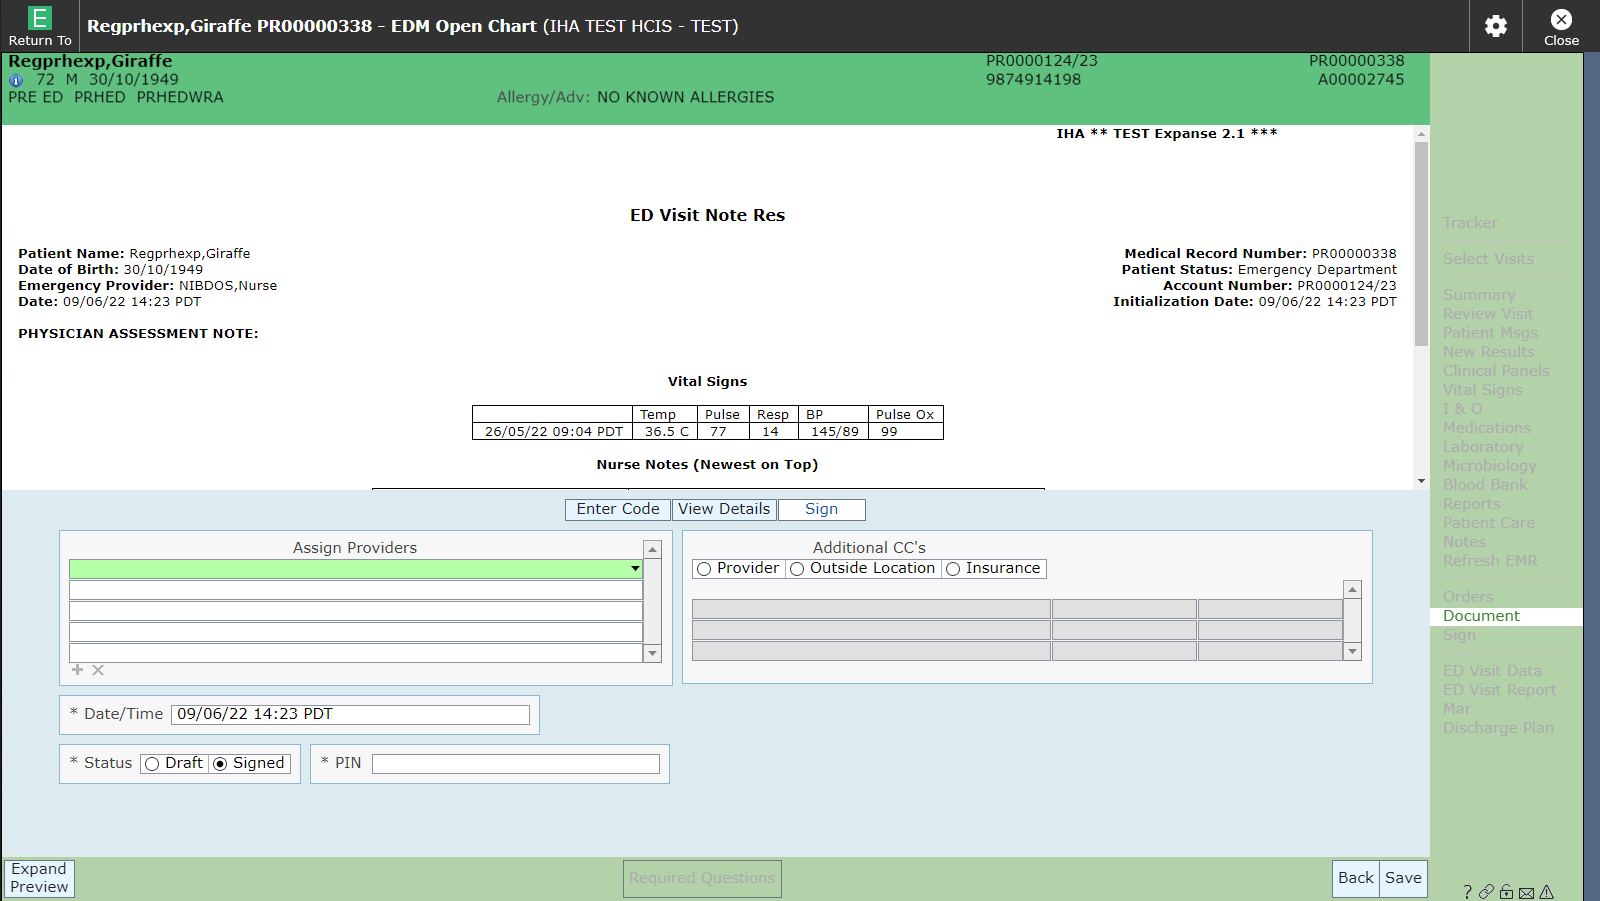 E
Return To
Regprhexp,Giraffe PR00000338 - EDM Open Chart (IHA TEST HCIS - TEST)
Close
Regprhexp,Giraffe
PR0000124/23
PR00000338
72 M 30/10/1949
9874914198
A00002745
PRE ED PRHED PRHEDWRA
Allergy/Adv: NO KNOWN ALLERGIES
IHA ** TEST Expanse 2.1 ***
ED Visit Note Res
Patient Name: Regprhexp,Giraffe
Date of Birth: 30/10/1949
Emergency Provider: NIBDOS,Nurse
Date: 09/06/22 14:23 PDT
Medical Record Number: PR00000338
Patient Status: Emergency Department
Account Number: PR0000124/23
Initialization Date: 09/06/22 14:23 PDT
PHYSICIAN ASSESSMENT NOTE:
Vital Signs
Temp Pulse Resp BP Pulse Ox
26/05/22 09:04 PDT 36.5 C 77 14 145/89 99
Nurse Notes (Newest on Top)
Enter Code View Details Sign
Assign Providers
Additional CC's
Provider Outside Location Insurance
* Date/Time 09/06/22 14:23 PDT
* Status Draft Signed
* PIN
Expand
Preview
Required Questions
Back Save
Tracker
Select Visits
Summary
Review Visit
Patient Msgs
New Results
Clinical Panels
Vital Signs
I & O
Medications
Laboratory
Microbiology
Blood Bank
Reports
Patient Care
Notes
Refresh EMR
Orders
Document
Sign
ED Visit Data
ED Visit Report
Mar
Discharge Plan
?